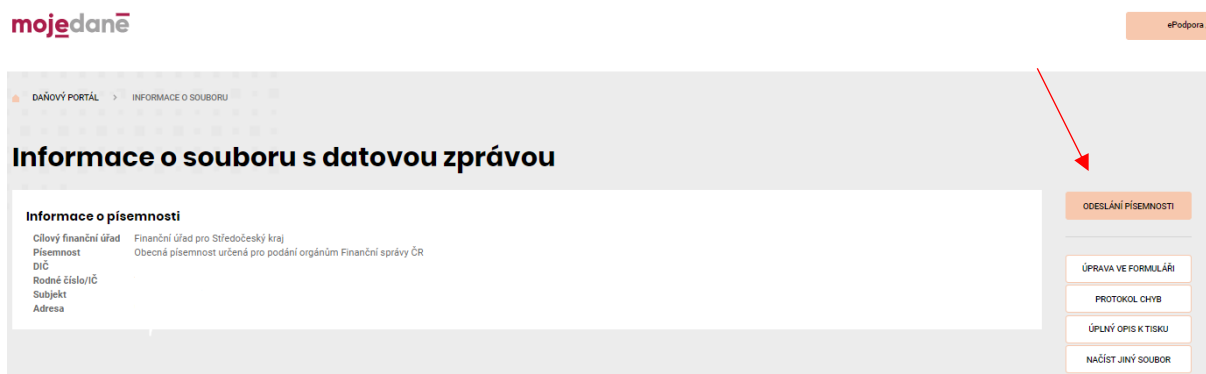 mojedaně
ePodpora
DAŇOVÝ PORTÁL > INFORMACE O SOUBORU
Informace o souboru s datovou zprávou
ODESLÁNÍ PÍSEMNOSTI
Informace o písemnosti
Cílový finanční úřad Finanční úřad pro Středočeský kraj
Písemnost Obecná písemnost určená pro podání orgánům Finanční správy ČR
DIČ
Rodné číslo/IČ
Subjekt
Adresa
ÚPRAVA VE FORMULÁŘI
PROTOKOL CHYB
ÚPLNÝ OPIS K TISKU
NAČÍST JINÝ SOUBOR